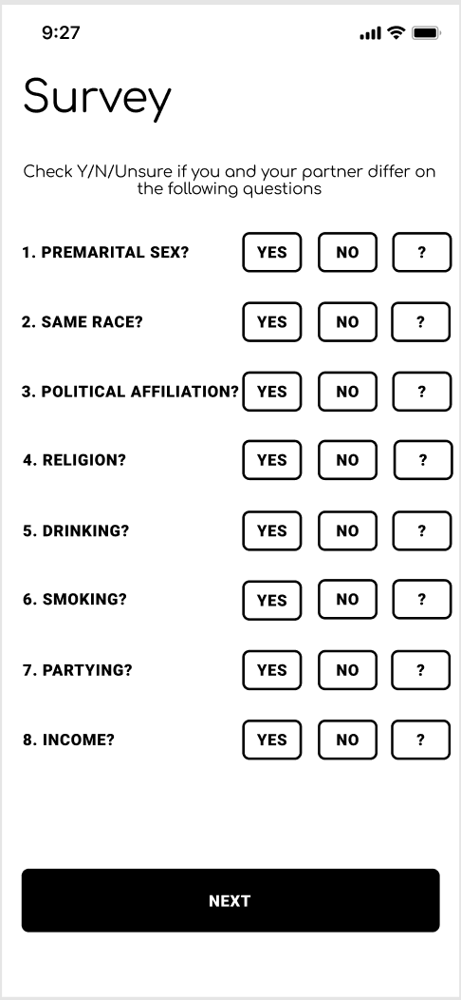 9:27
Survey
Check Y/N/Unsure if you and your partner differ on
the following questions
1. PREMARITAL SEX? YES NO ?
2. SAME RACE? YES NO ?
3. POLITICAL AFFILIATION? YES NO ?
4. RELIGION? YES NO ?
5. DRINKING? YES NO ?
6. SMOKING? YES NO ?
7. PARTYING? YES NO ?
8. INCOME? YES NO ?
NEXT